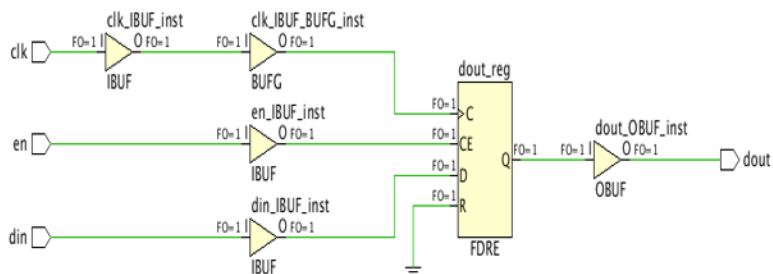 clk_IBUF_inst
clk_IBUF_BUFG_inst
clk
FO=1 I
O FO=1
FO=1 I
O FO=1
IBUF
BUFG
dout_reg
FO=1
C
en_IBUF_inst
FO=1
CE
dout_OBUF_inst
en
FO=1 I
O FO=1
IBUF
FO=1
D
Q
FO=1
FO=1 I
O FO=1
dout
OBUF
FO=1
R
din_IBUF_inst
din
FO=1 I
O FO=1
IBUF
FDRE